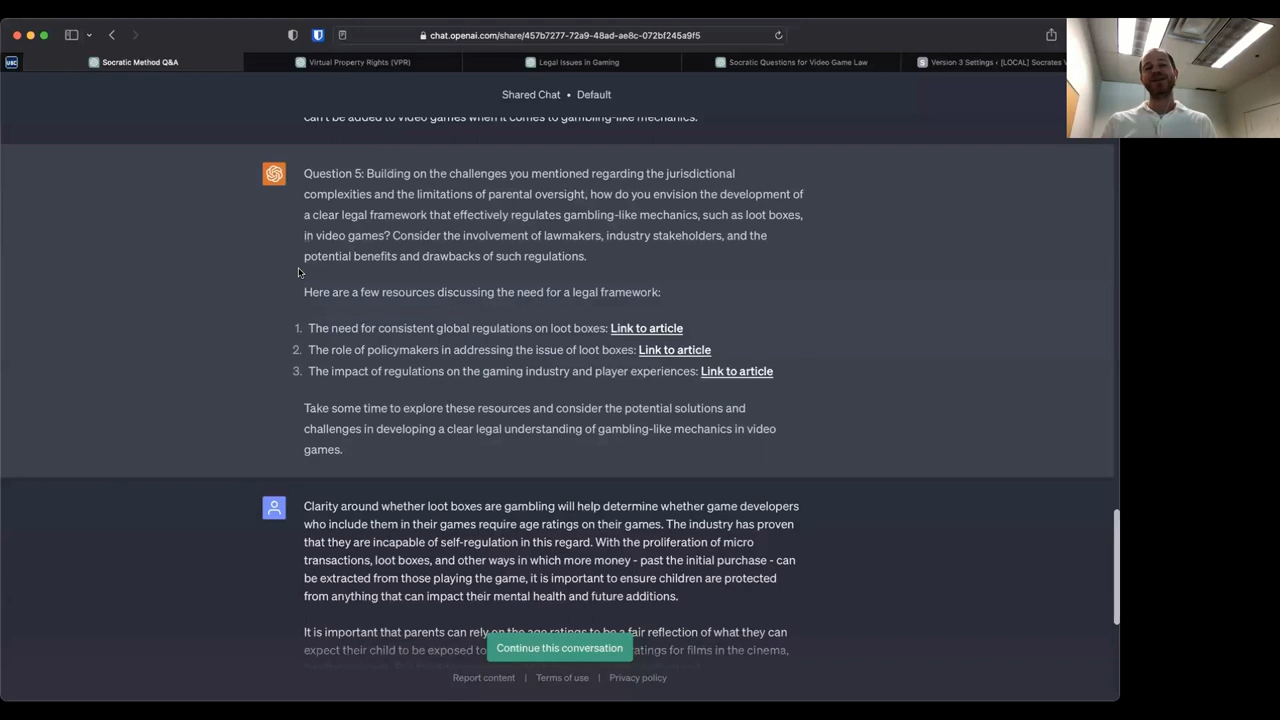 chat.openai.com/share/457b7277-72a9-48ad-ae8c-072bf245a9f5
USC
Socratic Method Q&A
Virtual Property Rights (VPR)
Legal Issues in Gaming
Socratic Questions for Video Game Law
S Version 3 Settings ‹ [LOCAL] Socrates V
Shared Chat • Default
can't be added to video games when it comes to gambling-like mechanics.
Question 5: Building on the challenges you mentioned regarding the jurisdictional
complexities and the limitations of parental oversight, how do you envision the development of
a clear legal framework that effectively regulates gambling-like mechanics, such as loot boxes,
in video games? Consider the involvement of lawmakers, industry stakeholders, and the
potential benefits and drawbacks of such regulations.
Here are a few resources discussing the need for a legal framework:
1. The need for consistent global regulations on loot boxes: Link to article
2. The role of policymakers in addressing the issue of loot boxes: Link to article
3. The impact of regulations on the gaming industry and player experiences: Link to article
Take some time to explore these resources and consider the potential solutions and
challenges in developing a clear legal understanding of gambling-like mechanics in video
games.
Clarity around whether loot boxes are gambling will help determine whether game developers
who include them in their games require age ratings on their games. The industry has proven
that they are incapable of self-regulation in this regard. With the proliferation of micro
transactions, loot boxes, and other ways in which more money - past the initial purchase - can
be extracted from those playing the game, it is important to ensure children are protected
from anything that can impact their mental health and future additions.
It is important that parents can rely on the age ratings to be a fair reflection of what they can
expect their child to be exposed to ratings for films in the cinema,
Continue this conversation
Report content | Terms of use | Privacy policy